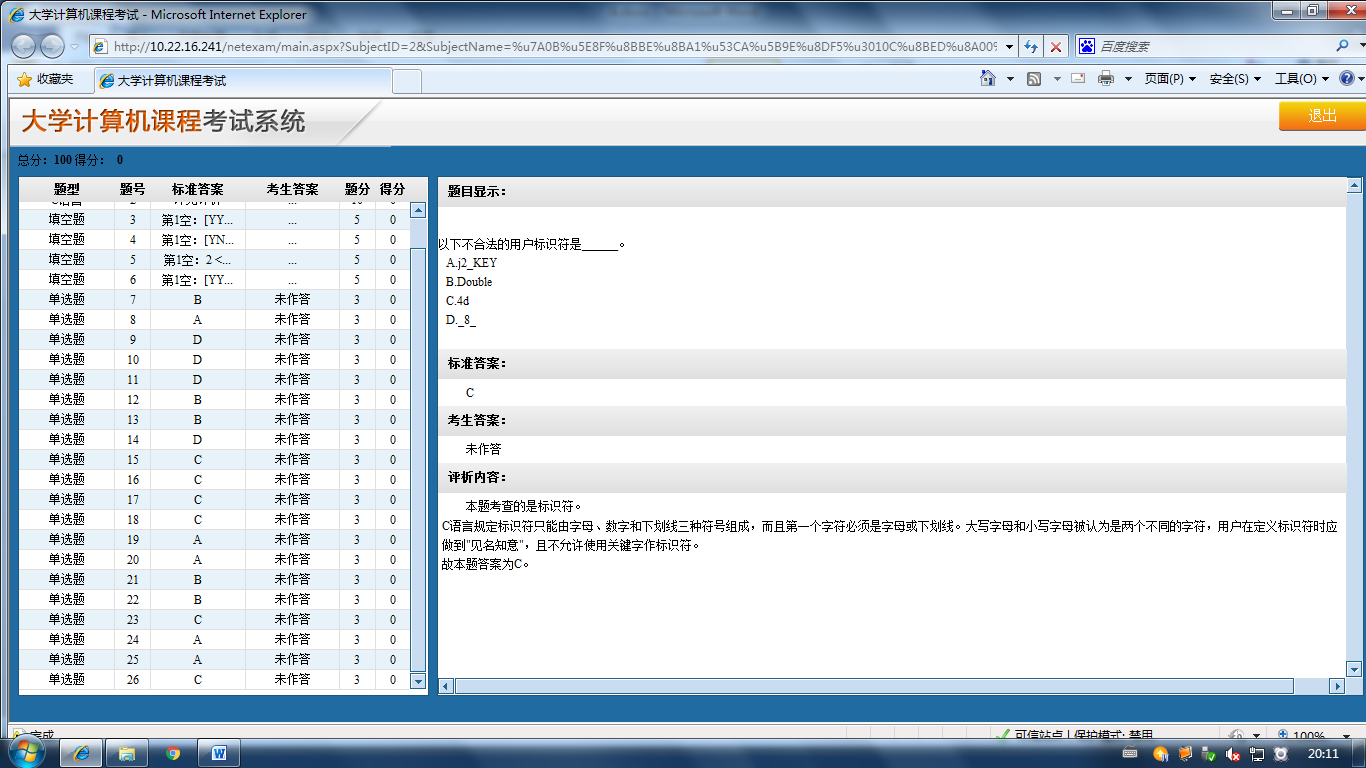 大学计算机课程考试 - Microsoft Internet Explorer
http://10.22.16.241/netexam/main.aspx?SubjectID=2&SubjectName=%u7A0B%u5E8F%u8BBE%u8BA1%u53CA%u5B9E%u8DF5%u3010C%u8BED%u8A00%
百度搜索
收藏夹
大学计算机课程考试
页面(P)
安全(S)
工具(O)
大学计算机课程考试系统
退出
总分: 100 得分: 0
题型 题号 标准答案 考生答案 题分 得分
填空题 3 第1空: [YY... ... 5 0
填空题 4 第1空: [YN... ... 5 0
填空题 5 第1空: 2 <... ... 5 0
填空题 6 第1空: [YY... ... 5 0
单选题 7 B 未作答 3 0
单选题 8 A 未作答 3 0
单选题 9 D 未作答 3 0
单选题 10 D 未作答 3 0
单选题 11 D 未作答 3 0
单选题 12 B 未作答 3 0
单选题 13 B 未作答 3 0
单选题 14 D 未作答 3 0
单选题 15 C 未作答 3 0
单选题 16 C 未作答 3 0
单选题 17 C 未作答 3 0
单选题 18 C 未作答 3 0
单选题 19 A 未作答 3 0
单选题 20 A 未作答 3 0
单选题 21 B 未作答 3 0
单选题 22 B 未作答 3 0
单选题 23 C 未作答 3 0
单选题 24 A 未作答 3 0
单选题 25 A 未作答 3 0
单选题 26 C 未作答 3 0
题目显示:
以下不合法的用户标识符是______。
A.j2_KEY
B.Double
C.4d
D._8_
标准答案:
C
考生答案:
未作答
评析内容:
本题考查的是标识符。
C语言规定标识符只能由字母、数字和下划线三种符号组成，而且第一个字符必须是字母或下划线。大写字母和小写字母被认为是两个不同的字符，用户在定义标识符时应
做到"见名知意"，且不允许使用关键字作标识符。
故本题答案为C。
完成
可信站点 | 保护模式: 禁用
100%
20:11